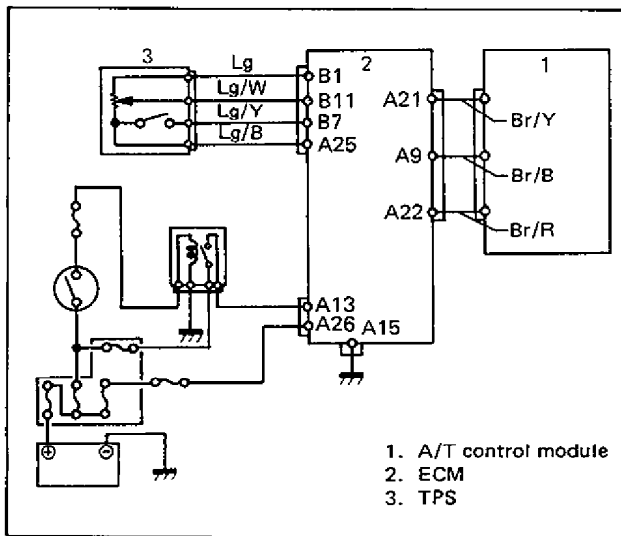 3
Lg
Lg/W
Lg/Y
Lg/B
B1
B11
B7
A25
2
A21
A9
A22
1
Br/Y
Br/B
Br/R
A13
A26
A15
+
-
1. A/T control module
2. ECM
3. TPS